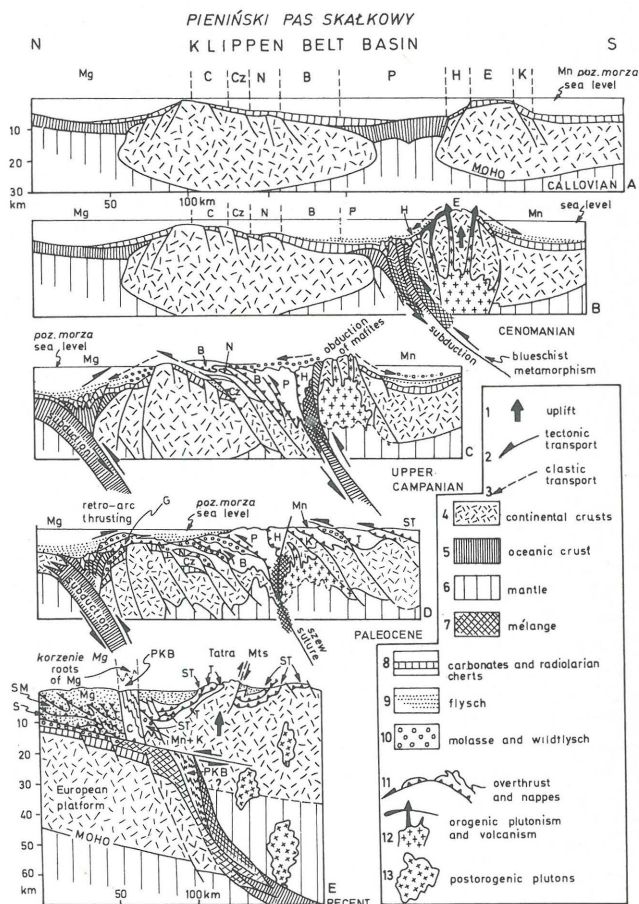 PIENIŃSKI PAS SKAŁKOWY
N KLIPPEN BELT BASIN S
Mg C Cz N B P H E K Mn poz. morza
sea level
10
20
30
km
50
100 km
MOHO
CALLOVIAN
A
Mg C Cz N B P H E Mn sea level
B
CENOMANIAN
subduction
blueschist
metamorphism
poz. morza
sea level
Mg B N obduction
of mafites Mn
B P H
Cz
subduction
C
UPPER-
CAMPANIAN
retro-arc
thrusting G poz. morza
sea level Mn ST
Mg
P H K T
N
C Cz B
subduction
D
PALEOCENE
szew
suture
korzenie
roots
of Mg Mg PKB Tatra Mts
ST T ST
SM Mg
S
10
20
30
40
50
60
km
C
ST
Mn+K
PKB
?
European
platform
MOHO
50
100 km
E
RECENT
1 uplift
2 tectonic
transport
3 clastic
transport
4 continental crusts
5 oceanic crust
6 mantle
7 mélange
8 carbonates and radiolarian
cherts
9 flysch
10 molasse and wildflysch
11 overthrust
and nappes
12 orogenic plutonism
and volcanism
13 postorogenic plutons